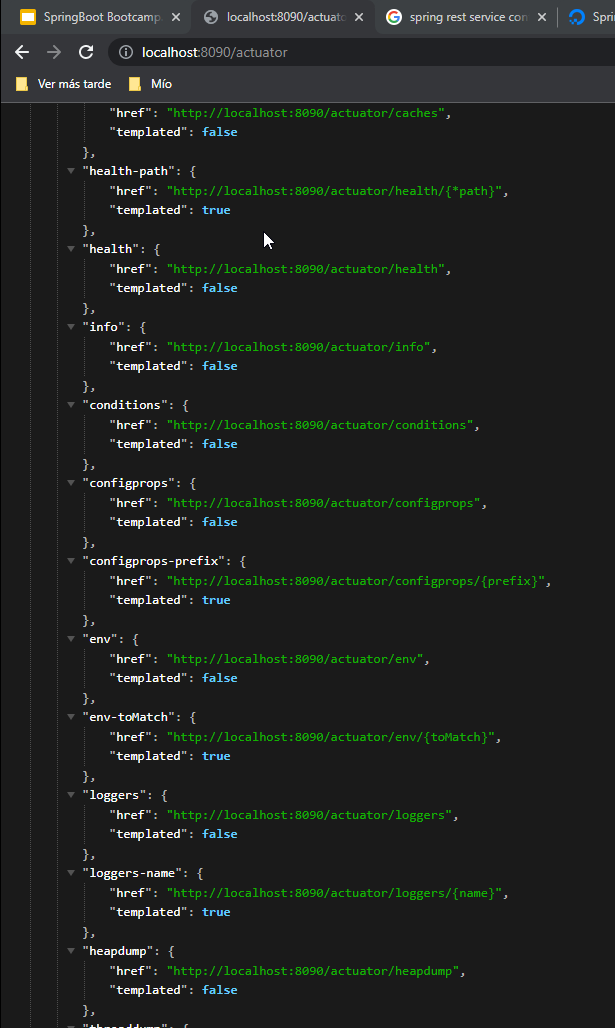 SpringBoot Bootcamp
localhost:8090/actuato
spring rest service con
Spri
localhost:8090/actuator
Ver más tarde
Mío
"href": "http://localhost:8090/actuator/caches",
"templated": false
},
"health-path": {
"href": "http://localhost:8090/actuator/health/{*path}",
"templated": true
},
"health": {
"href": "http://localhost:8090/actuator/health",
"templated": false
},
"info": {
"href": "http://localhost:8090/actuator/info",
"templated": false
},
"conditions": {
"href": "http://localhost:8090/actuator/conditions",
"templated": false
},
"configprops": {
"href": "http://localhost:8090/actuator/configprops",
"templated": false
},
"configprops-prefix": {
"href": "http://localhost:8090/actuator/configprops/{prefix}",
"templated": true
},
"env": {
"href": "http://localhost:8090/actuator/env",
"templated": false
},
"env-toMatch": {
"href": "http://localhost:8090/actuator/env/{toMatch}",
"templated": true
},
"loggers": {
"href": "http://localhost:8090/actuator/loggers",
"templated": false
},
"loggers-name": {
"href": "http://localhost:8090/actuator/loggers/{name}",
"templated": true
},
"heapdump": {
"href": "http://localhost:8090/actuator/heapdump",
"templated": false
},
"threaddump": {